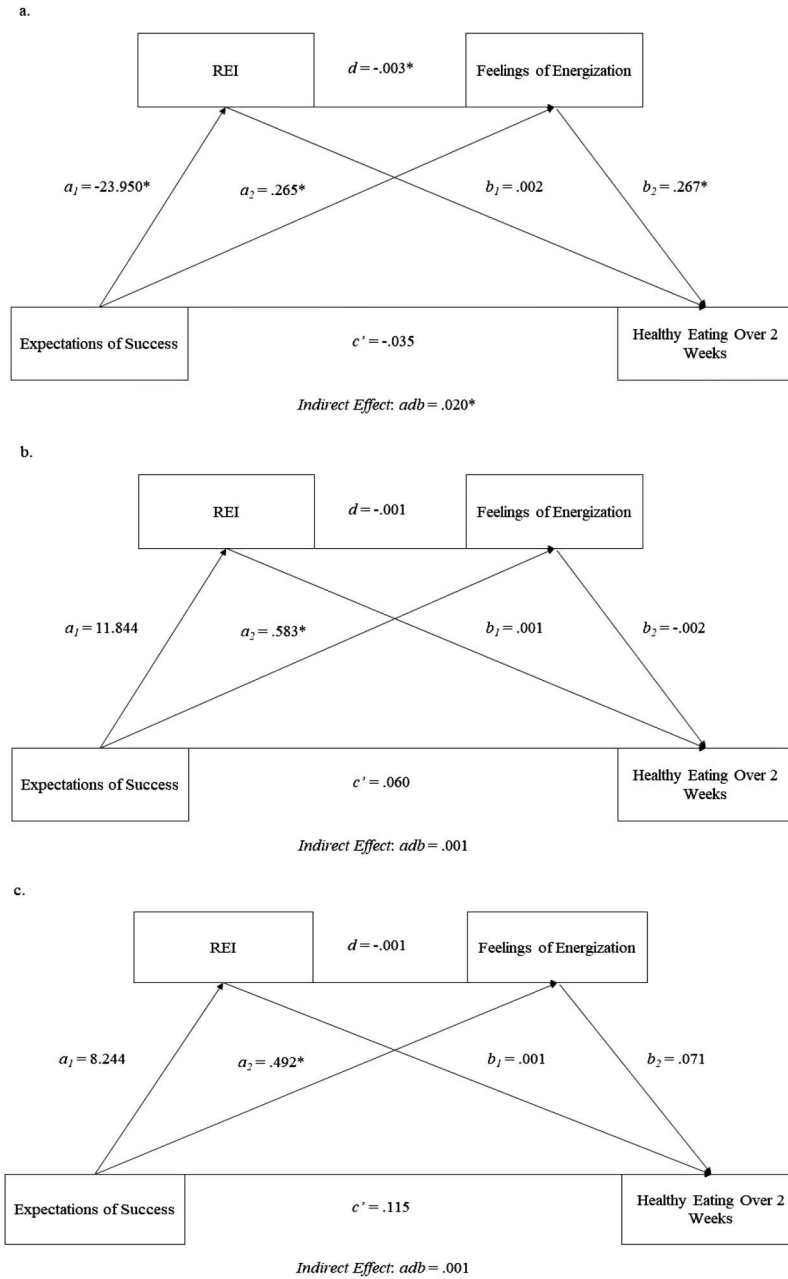 a.
REI
d = -.003*
Feelings of Energization
a1 = -23.950*
a2 = .265*
b1 = .002
b2 = .267*
Expectations of Success
c' = -.035
Healthy Eating Over 2
Weeks
Indirect Effect: adb = .020*
b.
REI
d = -.001
Feelings of Energization
a1 = 11.844
a2 = .583*
b1 = .001
b2 = -.002
Expectations of Success
c' = .060
Healthy Eating Over 2
Weeks
Indirect Effect: adb = .001
c.
REI
d = -.001
Feelings of Energization
a1 = 8.244
a2 = .492*
b1 = .001
b2 = .071
Expectations of Success
c' = .115
Healthy Eating Over 2
Weeks
Indirect Effect: adb = .001